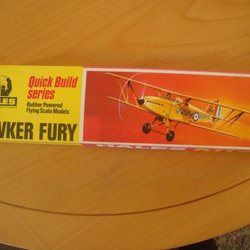 Quick Build
series
Rubber Powered
Flying Scale Models
WKER FURY